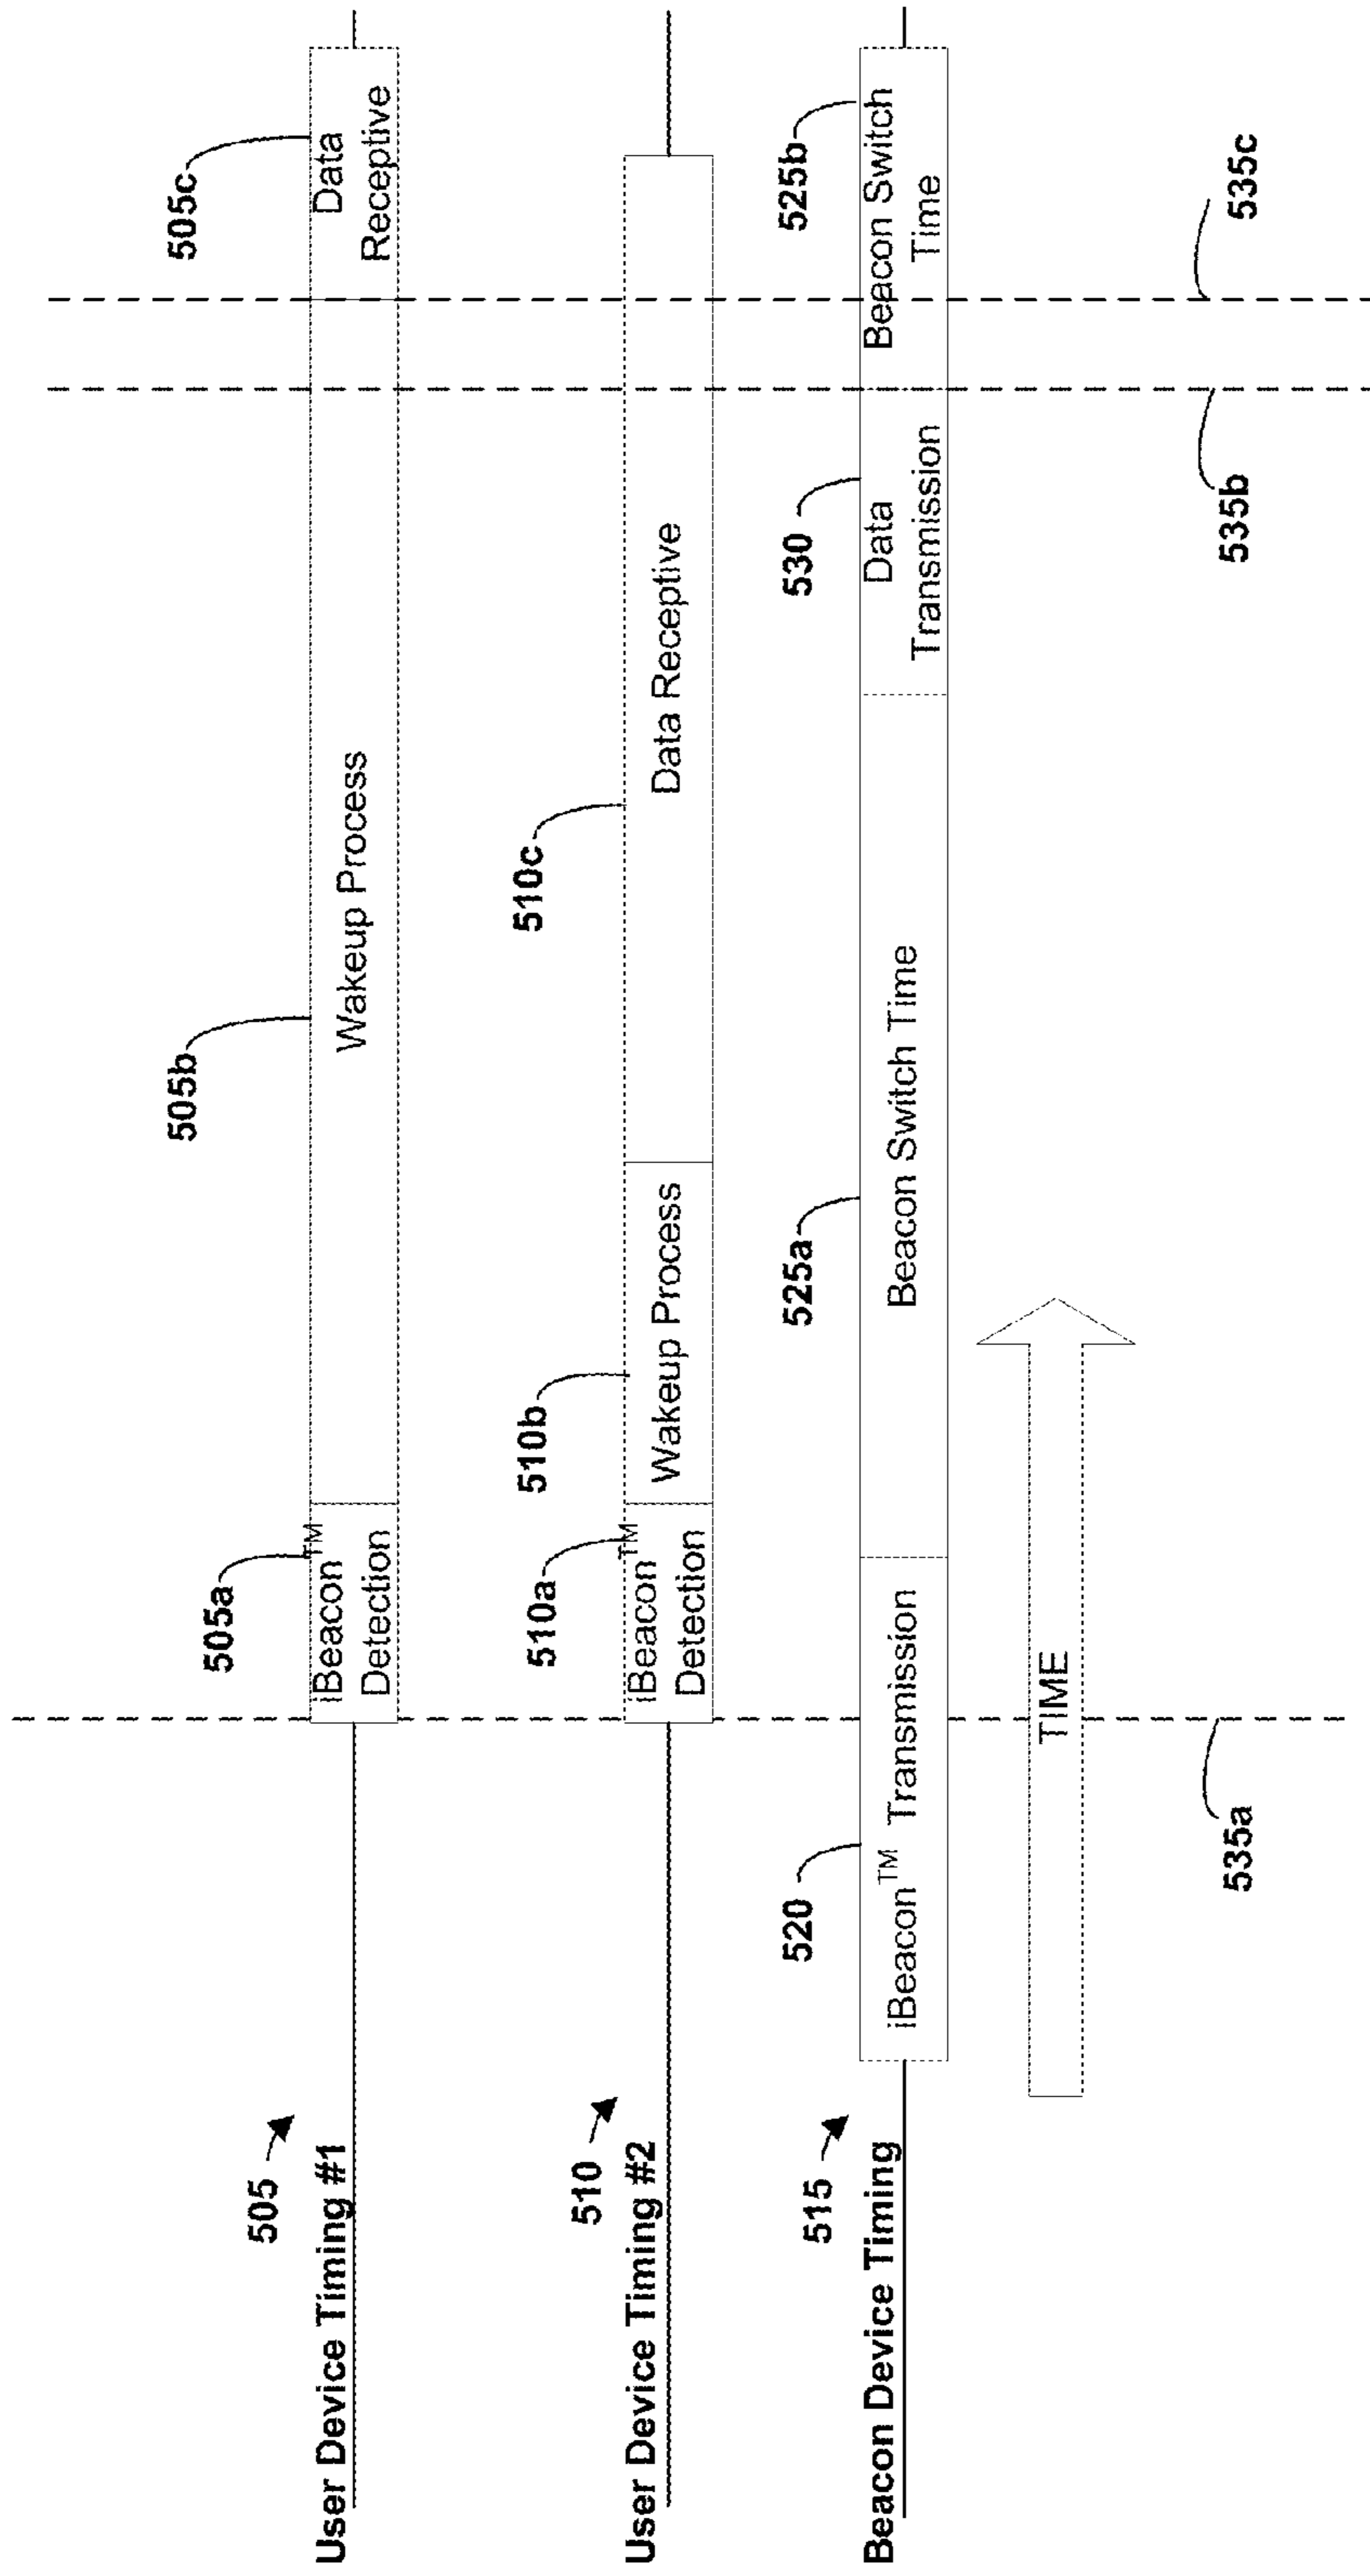 505
User Device Timing #1
505a
iBeacon™
Detection
505b
Wakeup Process
505c
Data
Receptive
510
User Device Timing #2
510a
iBeacon™
Detection
510b
Wakeup Process
510c
Data Receptive
515
Beacon Device Timing
520
iBeacon™ Transmission
525a
Beacon Switch Time
530
Data
Transmission
525b
Beacon Switch
Time
TIME
535a
535b
535c